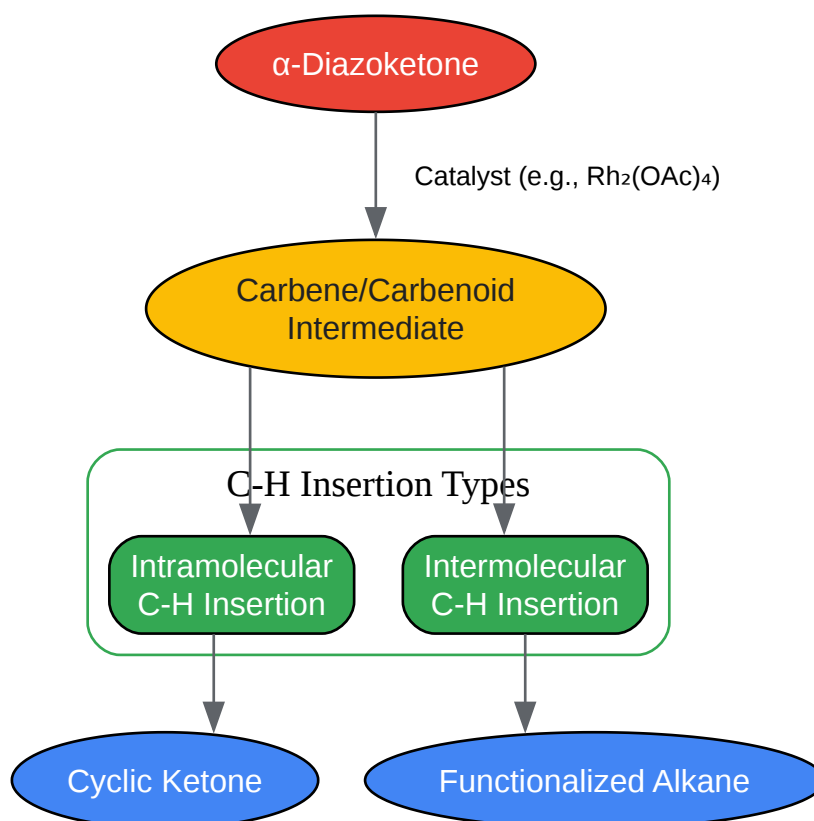 α-Diazoketone
Catalyst (e.g., Rh₂(OAc)₄)
Carbene/Carbenoid
Intermediate
C-H Insertion Types
Intramolecular
C-H Insertion
Intermolecular
C-H Insertion
Cyclic Ketone
Functionalized Alkane